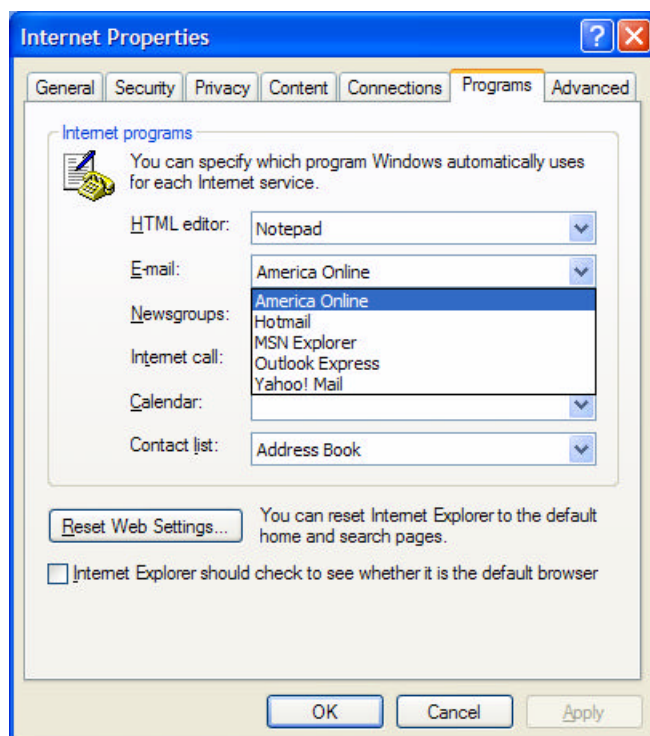 Internet Properties
General Security Privacy Content Connections Programs Advanced
Internet programs
You can specify which program Windows automatically uses
for each Internet service.
HTML editor: Notepad
E-mail: America Online
America Online
Newsgroups:
Hotmail
MSN Explorer
Internet call:
Outlook Express
Yahoo! Mail
Calendar:
Contact list: Address Book
Reset Web Settings...
You can reset Internet Explorer to the default
home and search pages.
Internet Explorer should check to see whether it is the default browser
OK Cancel Apply